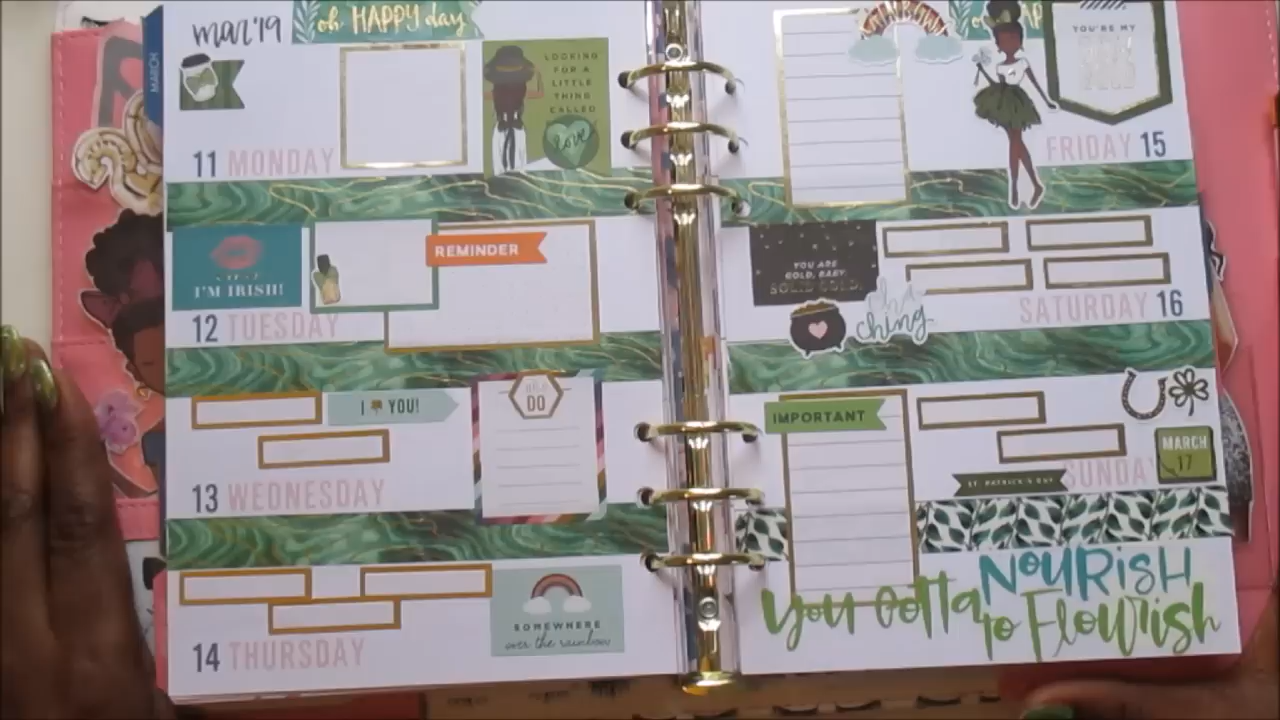 mar'19
oh HAPPY day
MARCH
LOOKING
FOR A
LITTLE
THING
CALLED
love
11 MONDAY
I'M IRISH!
REMINDER
12 TUESDAY
I YOU!
DO
13 WEDNESDAY
SOMEWHERE
over the rainbow
14 THURSDAY
YOU'RE MY
FRIDAY 15
YOU ARE
GOLD, BABY.
SOLID GOLD.
cha
ching
SATURDAY 16
IMPORTANT
MARCH
17
ST. PATRICK'S DAY
SUNDAY
NOURISH
You Gotta
to Flourish